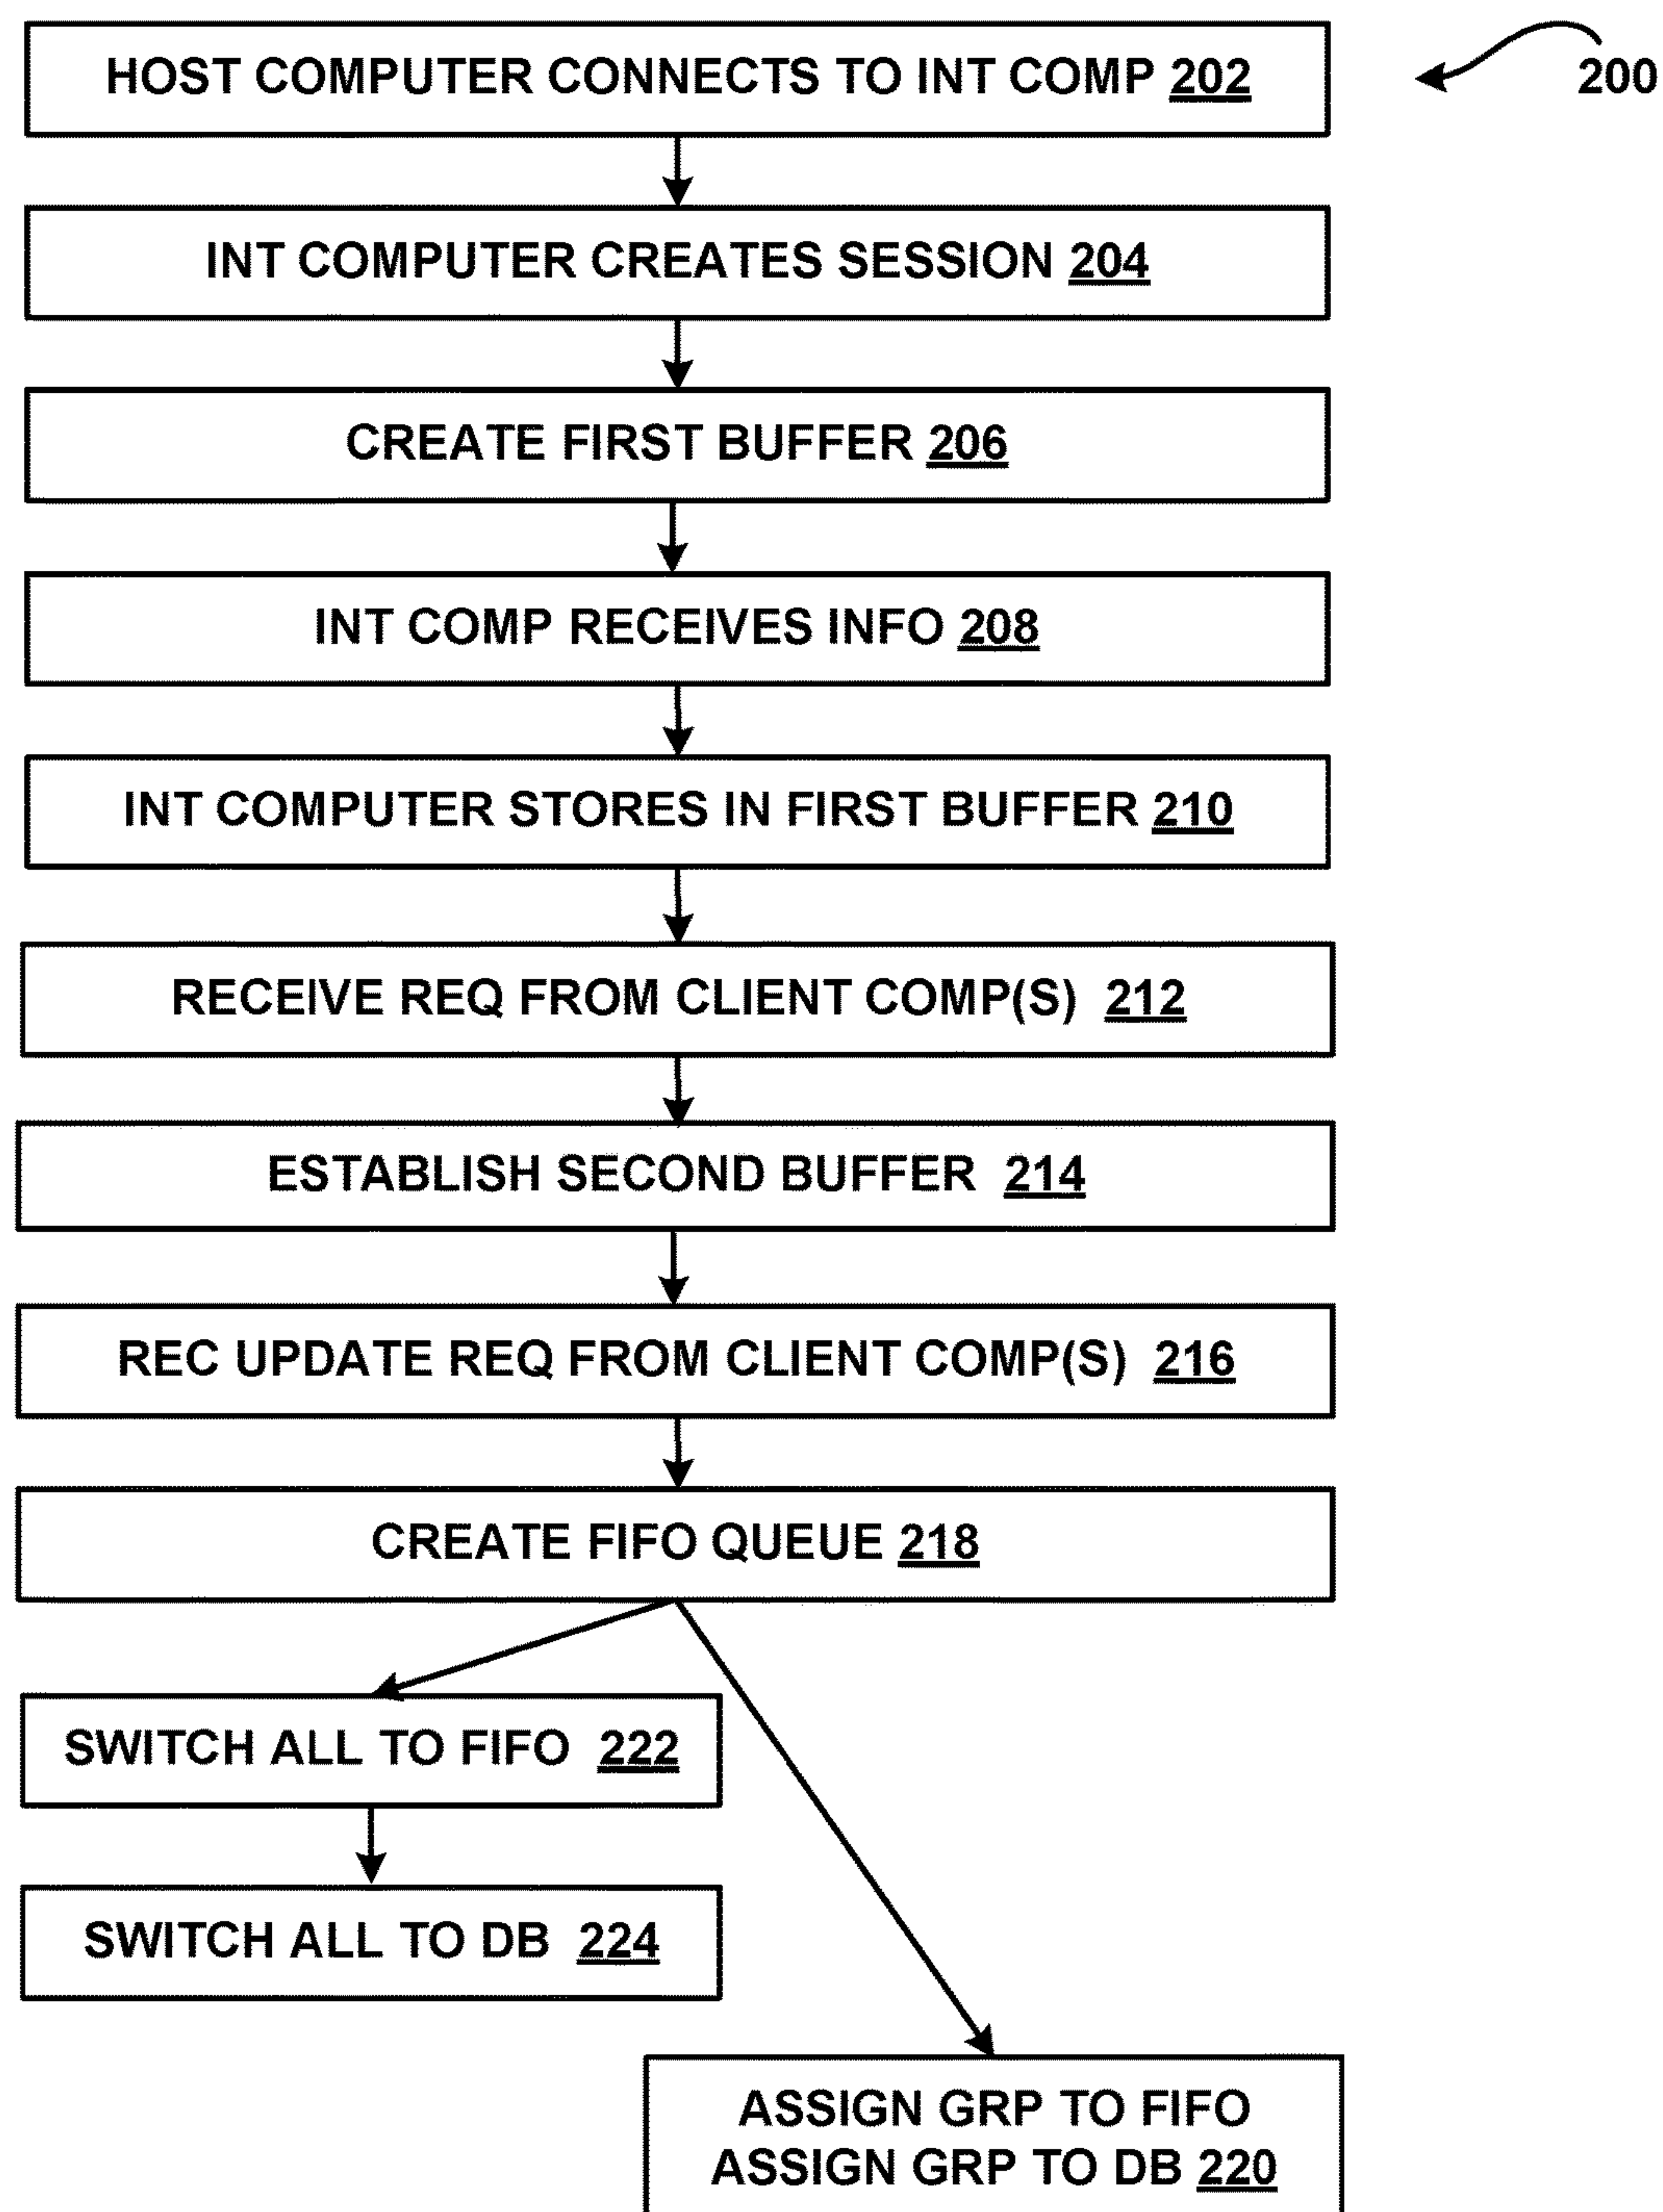 HOST COMPUTER CONNECTS TO INT COMP 202
200
INT COMPUTER CREATES SESSION 204
CREATE FIRST BUFFER 206
INT COMP RECEIVES INFO 208
INT COMPUTER STORES IN FIRST BUFFER 210
RECEIVE REQ FROM CLIENT COMP(S) 212
ESTABLISH SECOND BUFFER 214
REC UPDATE REQ FROM CLIENT COMP(S) 216
CREATE FIFO QUEUE 218
SWITCH ALL TO FIFO 222
SWITCH ALL TO DB 224
ASSIGN GRP TO FIFO
ASSIGN GRP TO DB 220